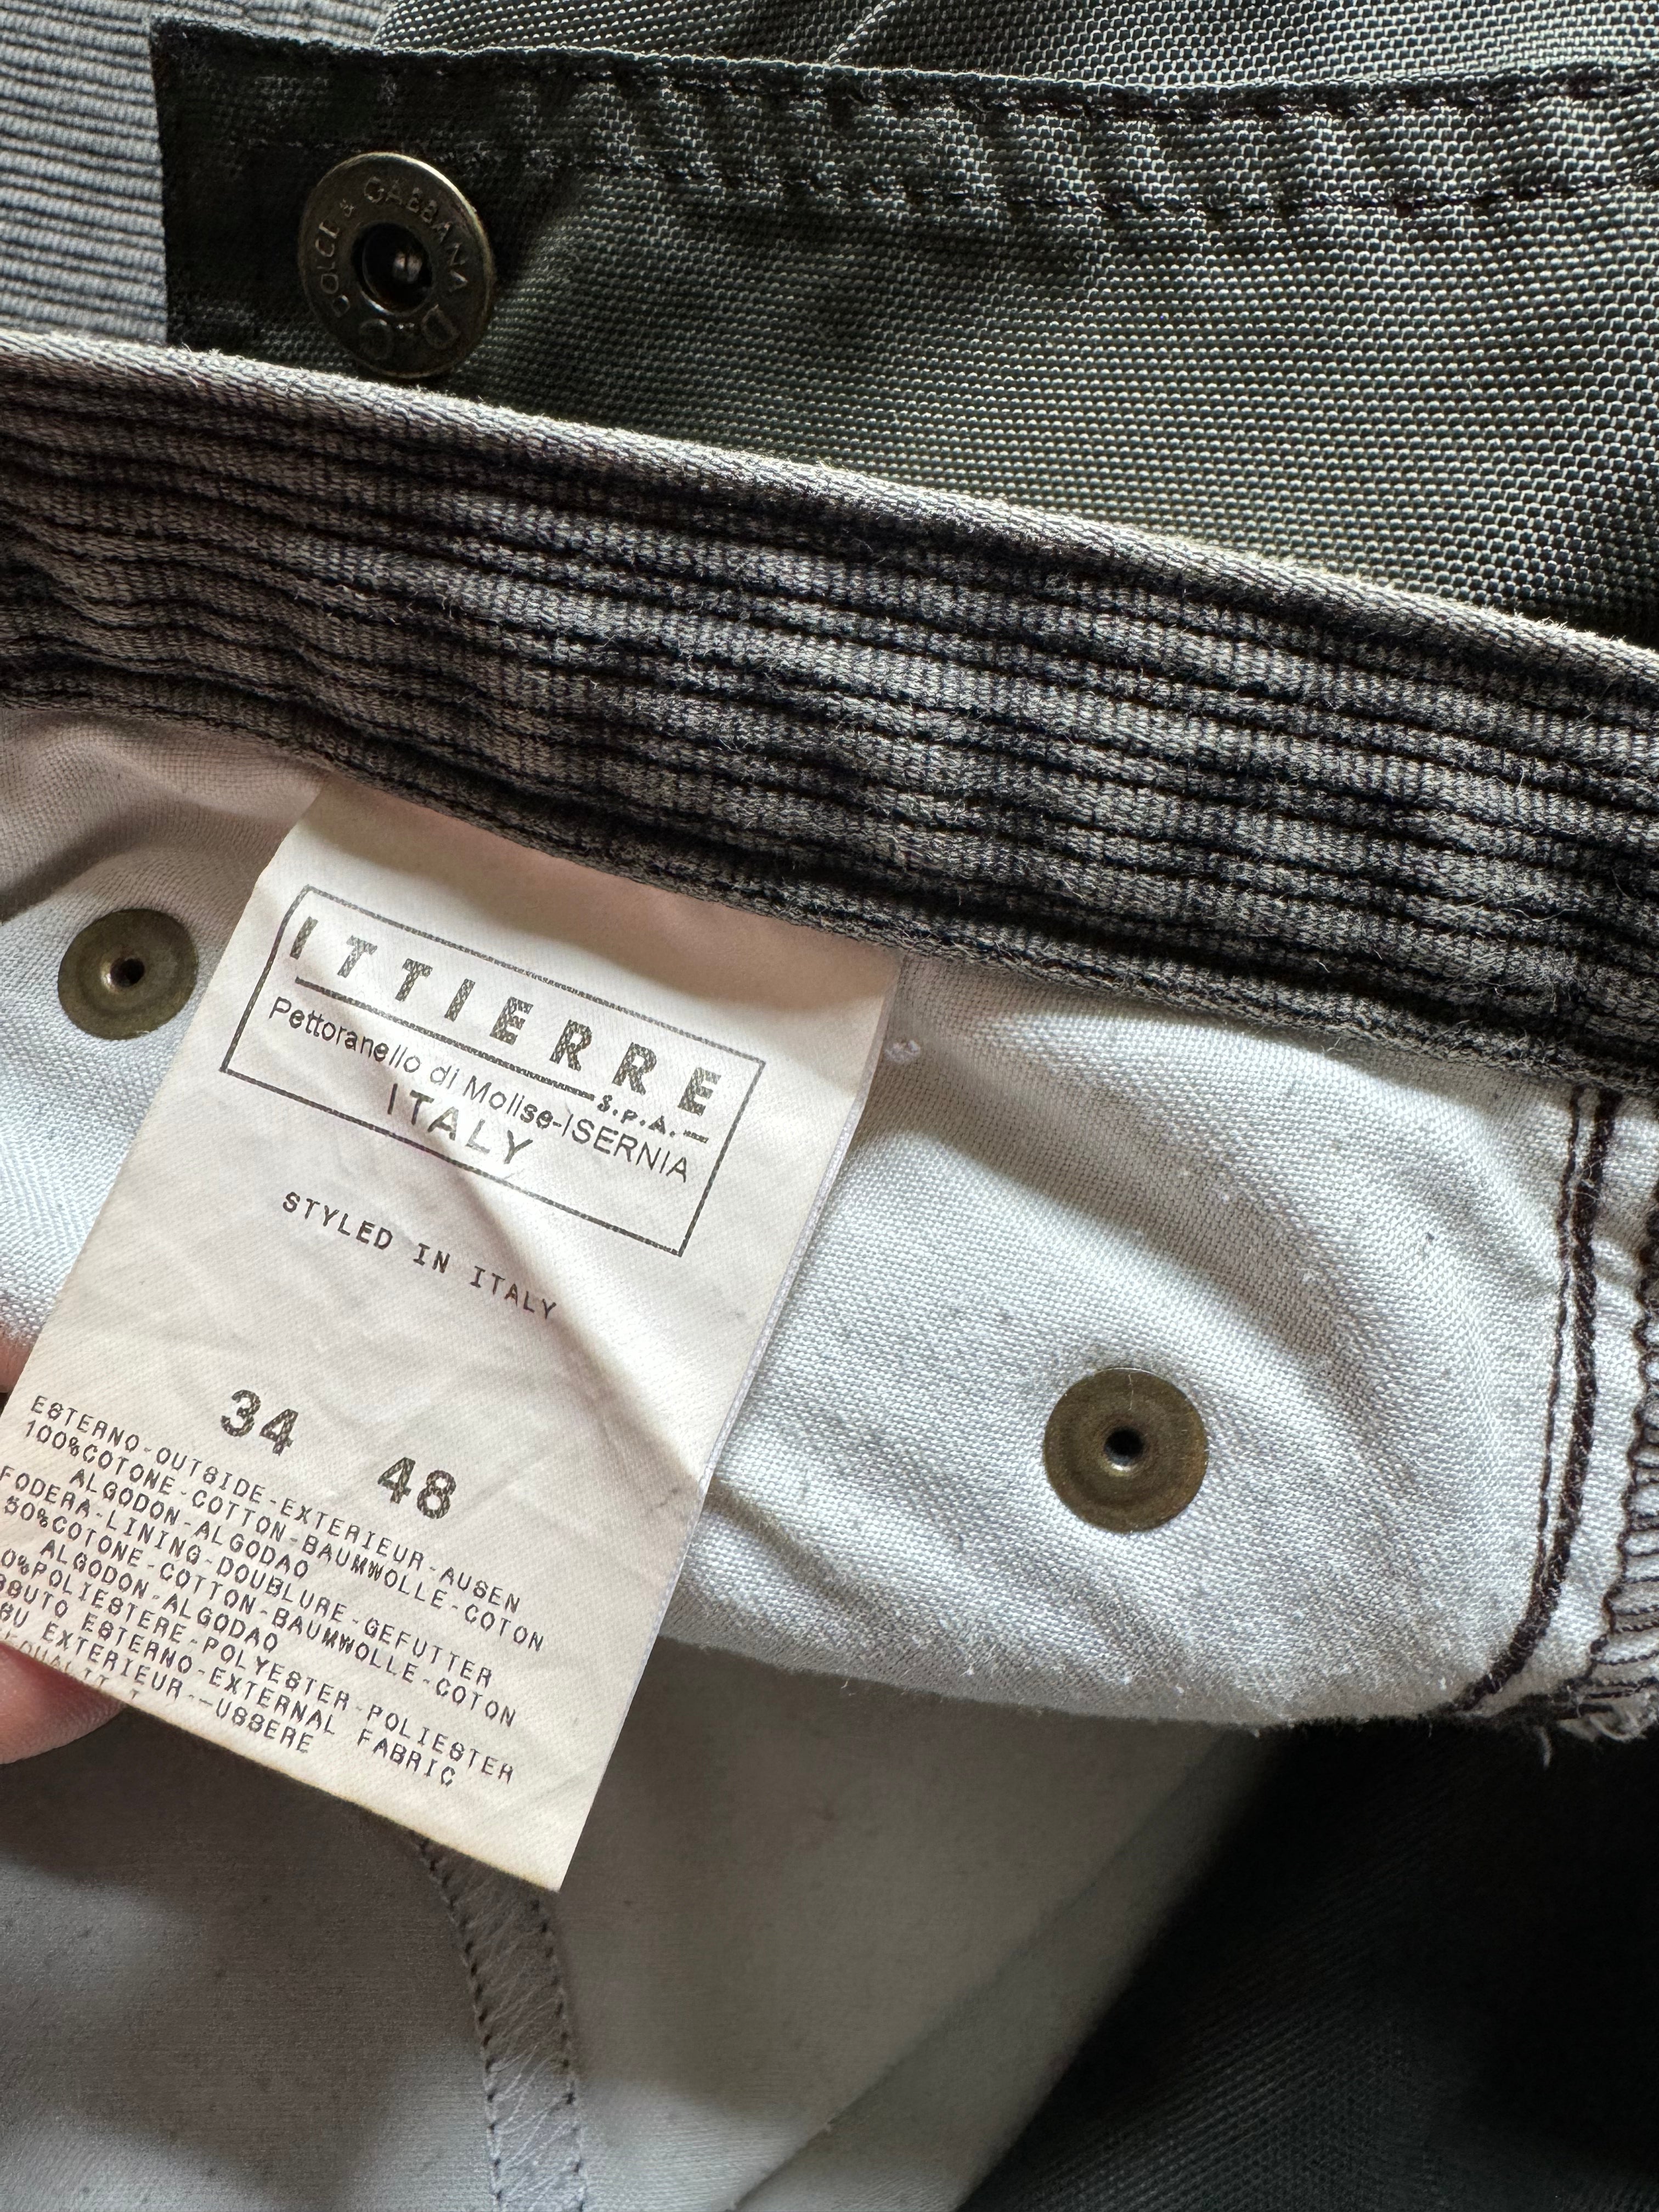 DOLCE & GABBANA
D&G
ITTIERRE
S.P.A.
Pettoranello di Molise-ISERNIA
ITALY
STYLED IN ITALY
34 48
ESTERNO-OUTSIDE-EXTERIEUR-AUSEN
100%COTONE-COTTON-BAUMWOLLE-COTON
ALGODON-ALGODAO
FODERA-LINING-DOUBLURE-GEFUTTER
50%COTONE-COTTON-BAUMWOLLE-COTON
ALGODON-ALGODAO
0%POLIESTERE-POLYESTER-POLIESTER
ESTERNO-EXTERNAL FABRIC
EXTERIEUR--USSERE